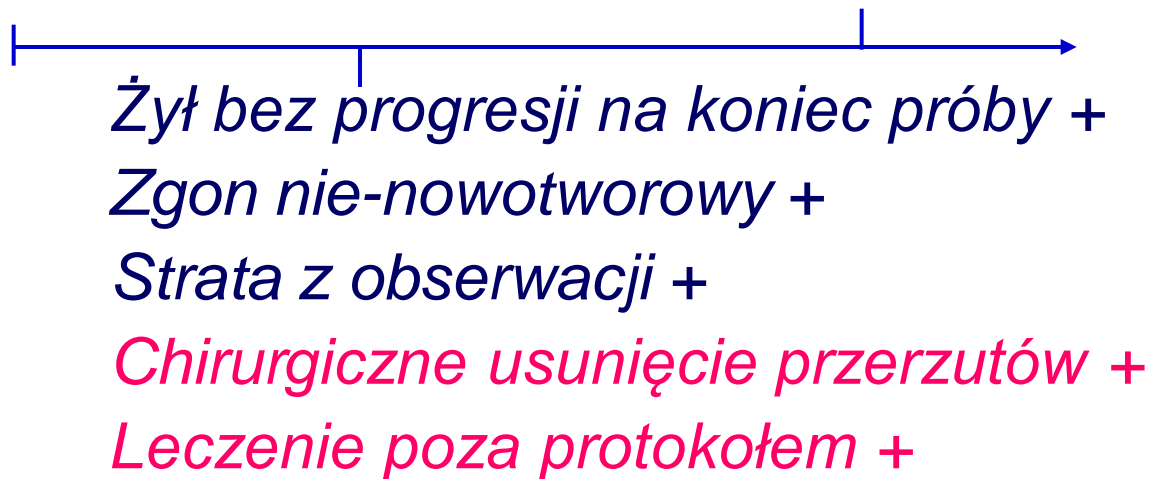 Żył bez progresji na koniec próby +
Zgon nie-nowotworowy +
Strata z obserwacji +
Chirurgiczne usunięcie przerzutów +
Leczenie poza protokołem +